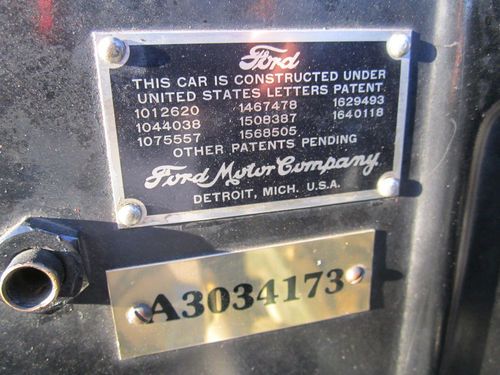 Ford
THIS CAR IS CONSTRUCTED UNDER
UNITED STATES LETTERS PATENT
1012620 1467478 1629493
1044038 1508387 1640118
1075557 1568505
OTHER PATENTS PENDING
Ford Motor Company
DETROIT, MICH. U.S.A.
A3034173